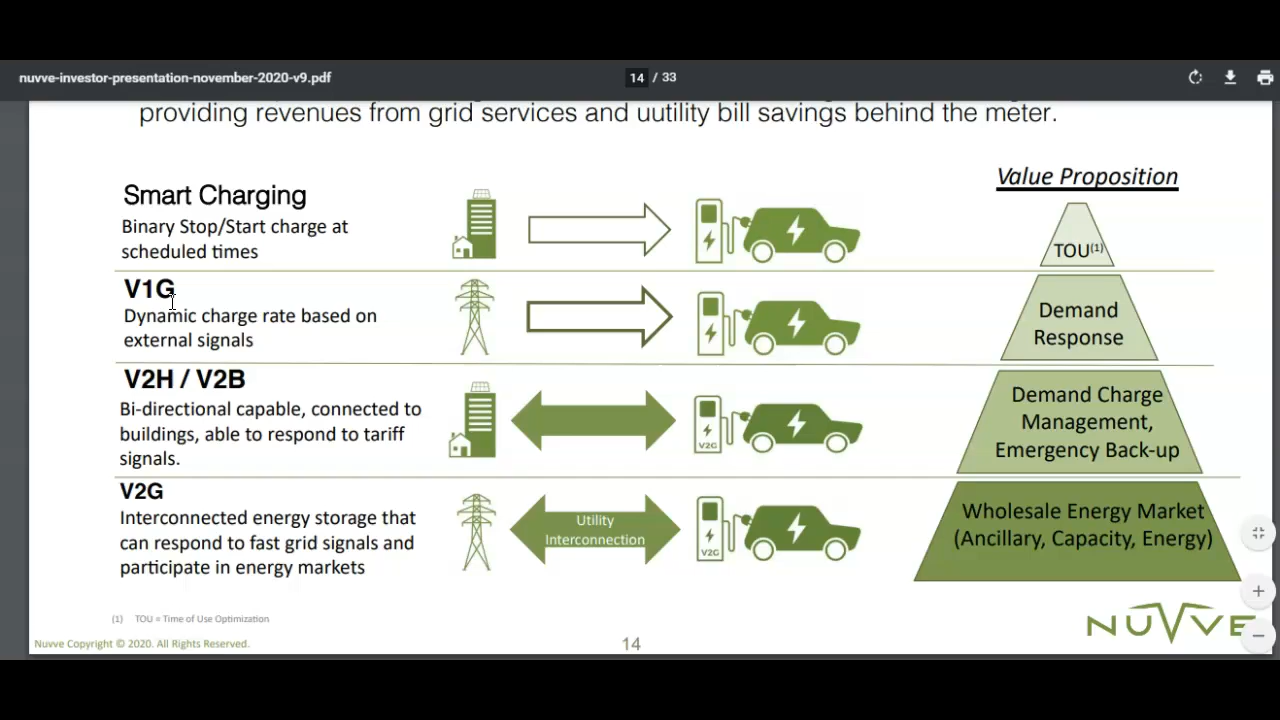 nuvve-investor-presentation-november-2020-v9.pdf
14 / 33
providing revenues from grid services and uutility bill savings behind the meter.
Value Proposition
Smart Charging
Binary Stop/Start charge at
scheduled times
TOU(1)
V1G
Dynamic charge rate based on
external signals
Demand
Response
V2H / V2B
Bi-directional capable, connected to
buildings, able to respond to tariff
signals.
V2G
Demand Charge
Management,
Emergency Back-up
V2G
Interconnected energy storage that
can respond to fast grid signals and
participate in energy markets
Utility
Interconnection
V2G
Wholesale Energy Market
(Ancillary, Capacity, Energy)
(1) TOU = Time of Use Optimization
Nuvve Copyright © 2020. All Rights Reserved.
14
NUVVE